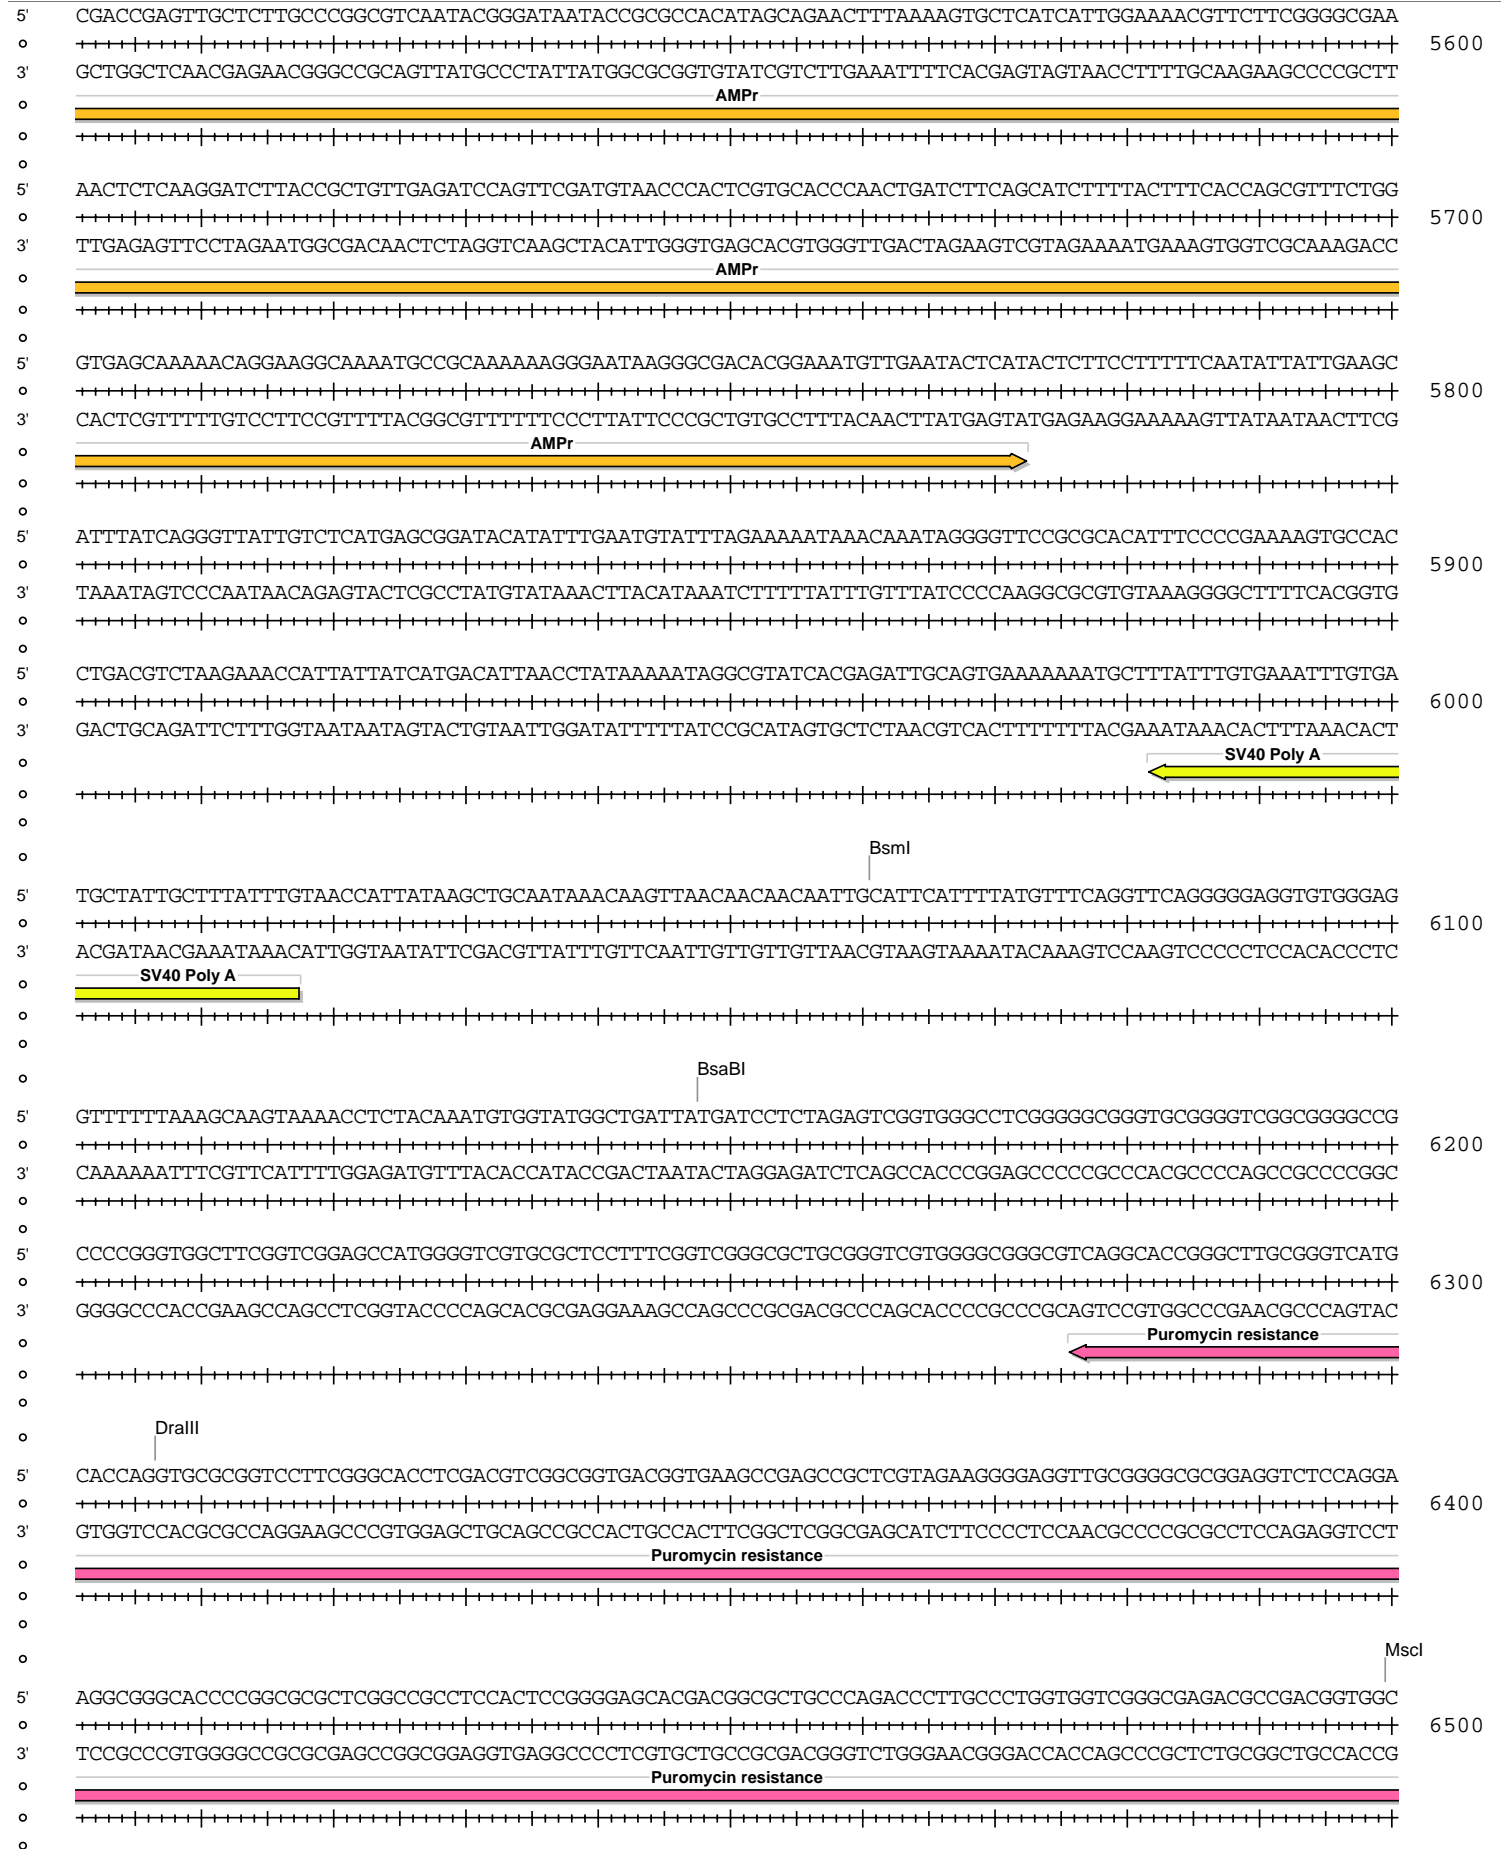 5' CGACCGAGTTGCTCTTGCCCGGCGTCAATACGGGATAATACCGCGCCACATAGCAGAACTTTAAAAGTGCTCATCATTGGAAAACGTTCTTCGGGGCGAA
5600
3' GCTGGCTCAACGAGAACGGGCCGCAGTTATGCCCTATTATGGCGCGGTGTATCGTCTTGAAATTTTCACGAGTAGTAACCTTTTGCAAGAAGCCCCGCTT
AMPr
5' AACTCTCAAGGATCTTACCGCTGTTGAGATCCAGTTCGATGTAACCCACTCGTGCACCCAACTGATCTTCAGCATCTTTTACTTTCACCAGCGTTTCTGG
5700
3' TTGAGAGTTCCTAGAATGGCGACAACTCTAGGTCAAGCTACATTGGGTGAGCACGTGGGTTGACTAGAAGTCGTAGAAAATGAAAGTGGTCGCAAAGACC
AMPr
5' GTGAGCAAAAACAGGAAGGCAAAATGCCGCAAAAAAGGGAATAAGGGCGACACGGAAATGTTGAATACTCATACTCTTCCTTTTTCAATATTATTGAAGC
5800
3' CACTCGTTTTTGTCCTTCCGTTTTACGGCGTTTTTTCCCTTATTCCCGCTGTGCCTTTACAACTTATGAGTATGAGAAGGAAAAAGTTATAATAACTTCG
AMPr
5' ATTTATCAGGGTTATTGTCTCATGAGCGGATACATATTTGAATGTATTTAGAAAAATAAACAAATAGGGGTTCCGCGCACATTTCCCCGAAAAGTGCCAC
5900
3' TAAATAGTCCCAATAACAGAGTACTCGCCTATGTATAAACTTACATAAATCTTTTTATTTGTTTATCCCCAAGGCGCGTGTAAAGGGGCTTTTCACGGTG
5' CTGACGTCTAAGAAACCATTATTATCATGACATTAACCTATAAAAATAGGCGTATCACGAGATTGCAGTGAAAAAAATGCTTTATTTGTGAAATTTGTGA
6000
3' GACTGCAGATTCTTTGGTAATAATAGTACTGTAATTGGATATTTTTATCCGCATAGTGCTCTAACGTCACTTTTTTTACGAAATAAACACTTTAAACACT
SV40 Poly A
BsmI
5' TGCTATTGCTTTATTTGTAACCATTATAAGCTGCAATAAACAAGTTAACAACAACAATTGCATTCATTTTATGTTTCAGGTTCAGGGGGAGGTGTGGGAG
6100
3' ACGATAACGAAATAAACATTGGTAATATTCGACGTTATTTGTTCAATTGTTGTTGTTAACGTAAGTAAAATACAAAGTCCAAGTCCCCCTCCACACCCTC
SV40 Poly A
BsaBI
5' GTTTTTTAAAGCAAGTAAAACCTCTACAAATGTGGTATGGCTGATTATGATCCTCTAGAGTCGGTGGGCCTCGGGGGCGGGTGCGGGGTCGGCGGGGCCG
6200
3' CAAAAAATTTCGTTCATTTTGGAGATGTTTACACCATACCGACTAATACTAGGAGATCTCAGCCACCCGGAGCCCCCGCCCACGCCCCAGCCGCCCCGGC
5' CCCCGGGTGGCTTCGGTCGGAGCCATGGGGTCGTGCGCTCCTTTCGGTCGGGCGCTGCGGGTCGTGGGGCGGGCGTCAGGCACCGGGCTTGCGGGTCATG
6300
3' GGGGCCCACCGAAGCCAGCCTCGGTACCCCAGCACGCGAGGAAAGCCAGCCCGCGACGCCCAGCACCCCGCCCGCAGTCCGTGGCCCGAACGCCCAGTAC
Puromycin resistance
DraIII
5' CACCAGGTGCGCGGTCCTTCGGGCACCTCGACGTCGGCGGTGACGGTGAAGCCGAGCCGCTCGTAGAAGGGGAGGTTGCGGGGCGCGGAGGTCTCCAGGA
6400
3' GTGGTCCACGCGCCAGGAAGCCCGTGGAGCTGCAGCCGCCACTGCCACTTCGGCTCGGCGAGCATCTTCCCCTCCAACGCCCCGCGCCTCCAGAGGTCCT
Puromycin resistance
MscI
5' AGGCGGGCACCCCGGCGCGCTCGGCCGCCTCCACTCCGGGGAGCACGACGGCGCTGCCCAGACCCTTGCCCTGGTGGTCGGGCGAGACGCCGACGGTGGC
6500
3' TCCGCCCGTGGGGCCGCGCGAGCCGGCGGAGGTGAGGCCCCTCGTGCTGCCGCGACGGGTCTGGGAACGGGACCACCAGCCCGCTCTGCGGCTGCCACCG
Puromycin resistance